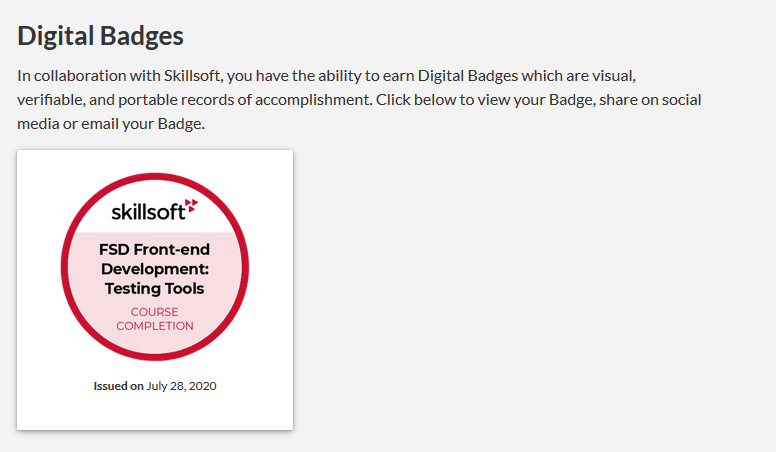 Digital Badges
In collaboration with Skillsoft, you have the ability to earn Digital Badges which are visual,
verifiable, and portable records of accomplishment. Click below to view your Badge, share on social
media or email your Badge.
skillsoft
FSD Front-end
Development:
Testing Tools
COURSE
COMPLETION
Issued on July 28, 2020